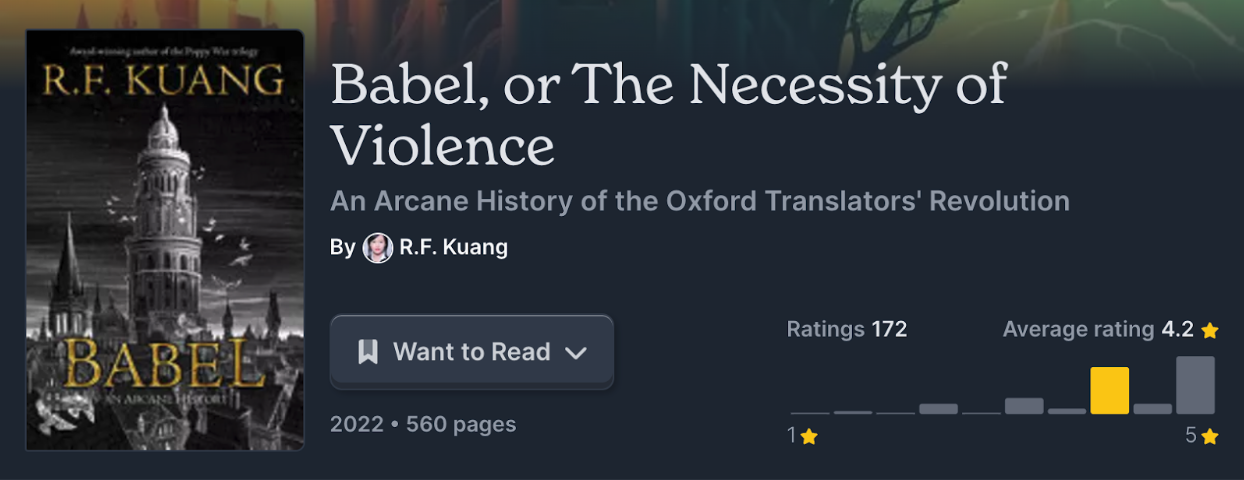 Award-winning author of the Poppy War trilogy
R.F. KUANG
BABEL
AN ARCANE HISTORY
Babel, or The Necessity of
Violence
An Arcane History of the Oxford Translators' Revolution
By R.F. Kuang
Want to Read
2022 • 560 pages
Ratings 172
Average rating 4.2
1
5